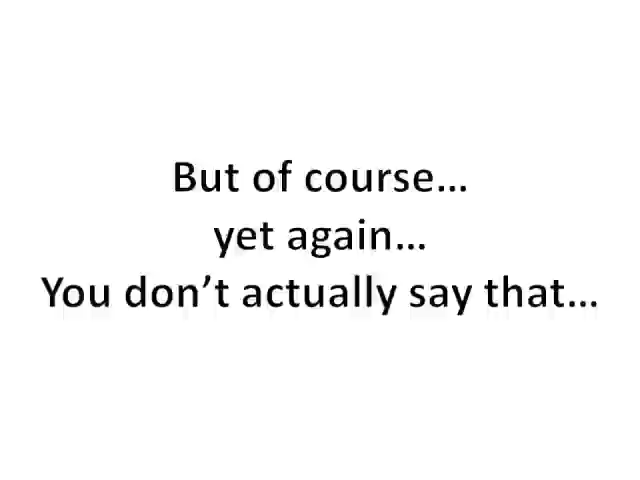 But of course…
yet again…
You don’t actually say that…